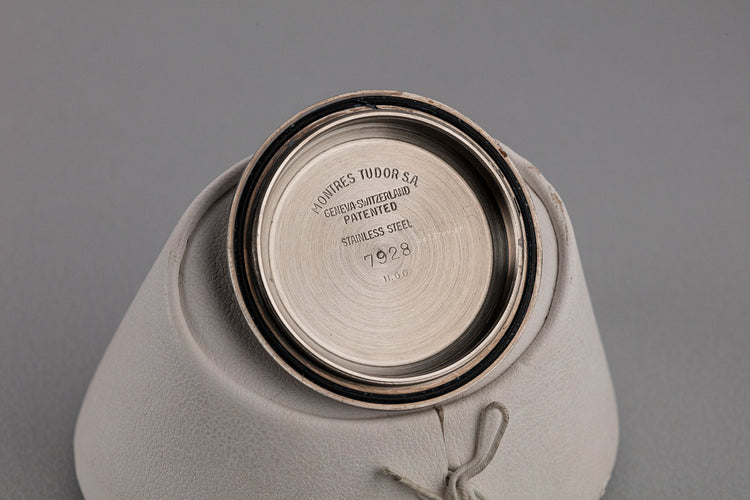 MONTRES TUDOR S.A.
GENEVA-SWITZERLAND
PATENTED
STAINLESS STEEL
7928